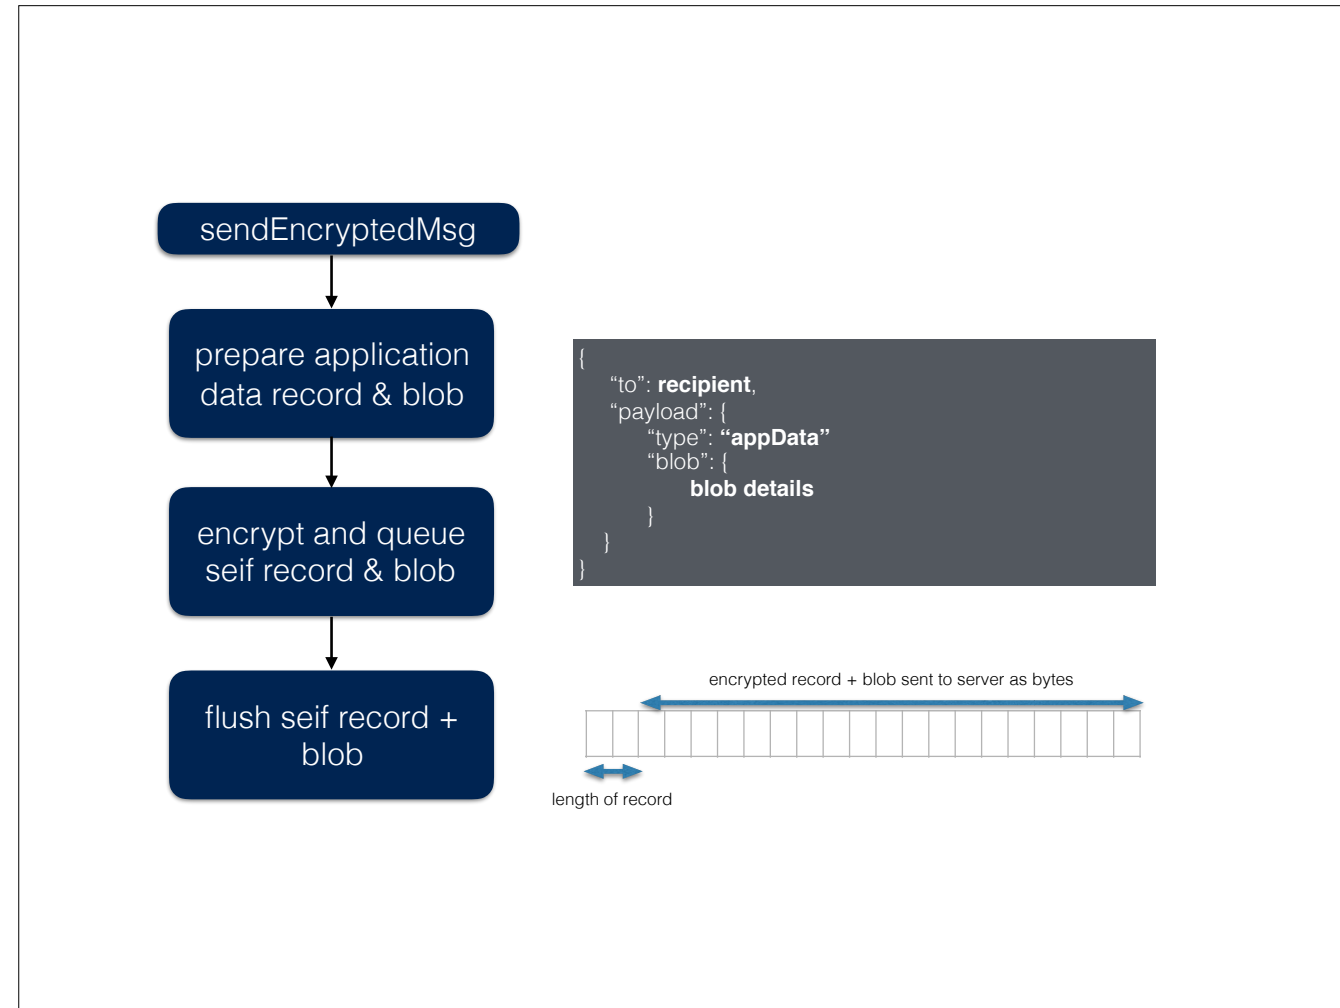 sendEncryptedMsg
prepare application
data record & blob
encrypt and queue
seif record & blob
flush seif record +
blob
{
“to”: recipient,
“payload”: {
“type”: “appData”
“blob”: {
blob details
}
}
}
encrypted record + blob sent to server as bytes
length of record